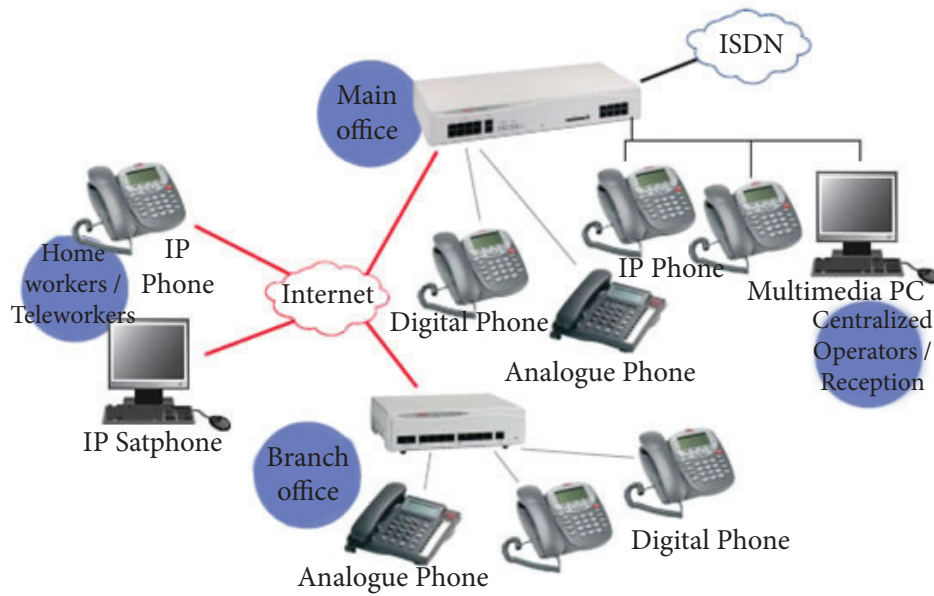 ISDN
Main
office
IP
Phone
Home
workers /
Teleworkers
Internet
Digital Phone
IP Phone
Multimedia PC
Analogue Phone
Centralized
Operators /
Reception
IP Satphone
Branch
office
Digital Phone
Analogue Phone